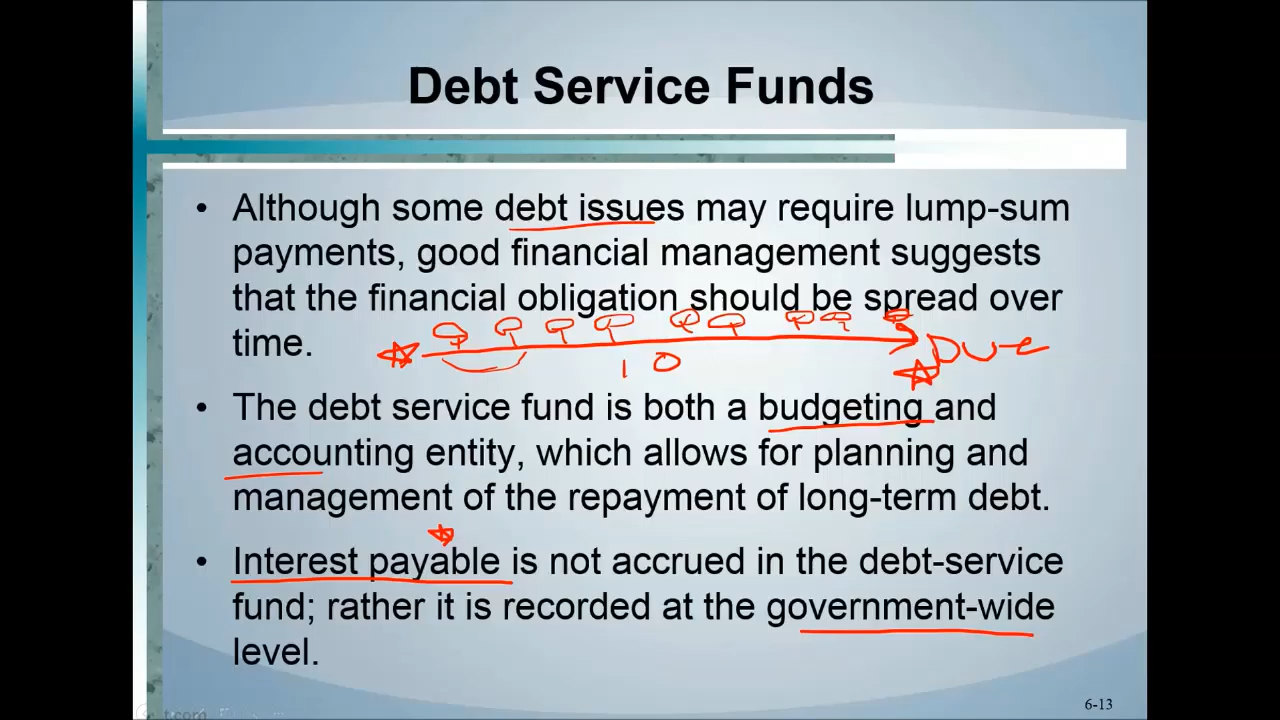 Debt Service Funds
• Although some debt issues may require lump-sum
payments, good financial management suggests
that the financial obligation should be spread over
time.
Due
10
• The debt service fund is both a budgeting and
accounting entity, which allows for planning and
management of the repayment of long-term debt.
• Interest payable is not accrued in the debt-service
fund; rather it is recorded at the government-wide
level.
6-13